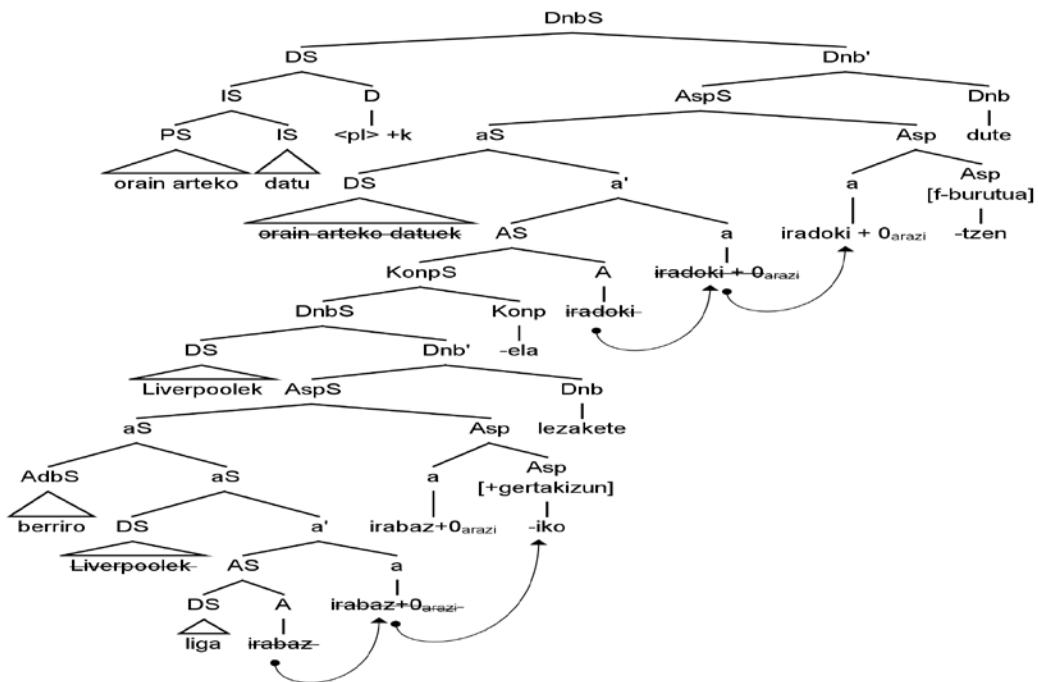 DnbS
DS Dnb'
IS D AspS Dnb
PS IS <pl> +k aS Asp dute
orain arteko datu DS a' a Asp
[f-burutua]
orain arteko datuek AS a iradoki + 0arazi -tzen
KonpS A iradoki + 0arazi
DnbS Konp iradoki
DS Dnb' -ela
Liverpoolek AspS Dnb
aS Asp lezakete
AdbS aS a Asp
[+gertakizun]
berriro DS a' irabaz+0arazi -iko
Liverpoolek AS a
DS A irabaz+0arazi
liga irabaz